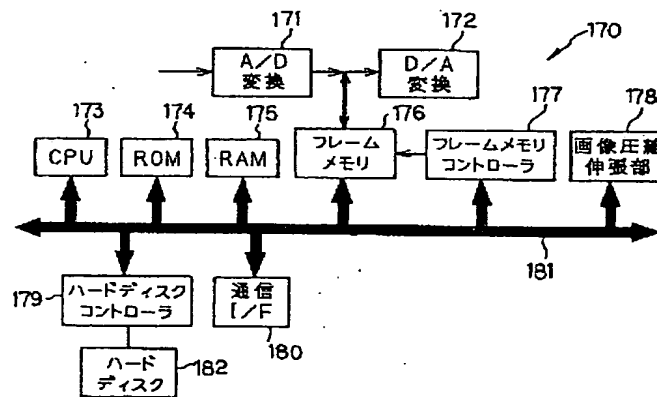 171
172
170
A/D
変換
D/A
変換
173
174
175
176
177
178
CPU
ROM
RAM
フレーム
メモリ
フレームメモリ
コントローラ
画像圧縮
伸張部
181
179
ハードディスク
コントローラ
通信
I/F
180
ハード
ディスク
182